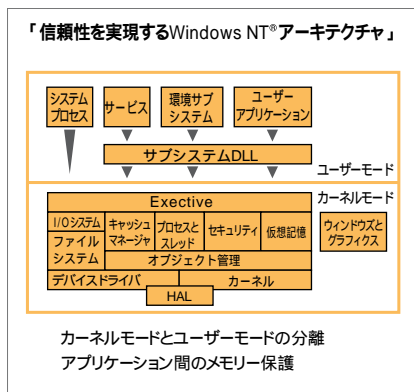 「信頼性を実現するWindows NT®アーキテクチャ」
システム
プロセス
サービス
環境サブ
システム
ユーザー
アプリケーション
サブシステムDLL
ユーザーモード
カーネルモード
Exective
I/Oシステム
ファイル
システム
キャッシュ
マネージャ
プロセスと
スレッド
セキュリティ
仮想記憶
ウィンドウズと
グラフィクス
オブジェクト管理
デバイスドライバ
カーネル
HAL
カーネルモードとユーザーモードの分離
アプリケーション間のメモリー保護